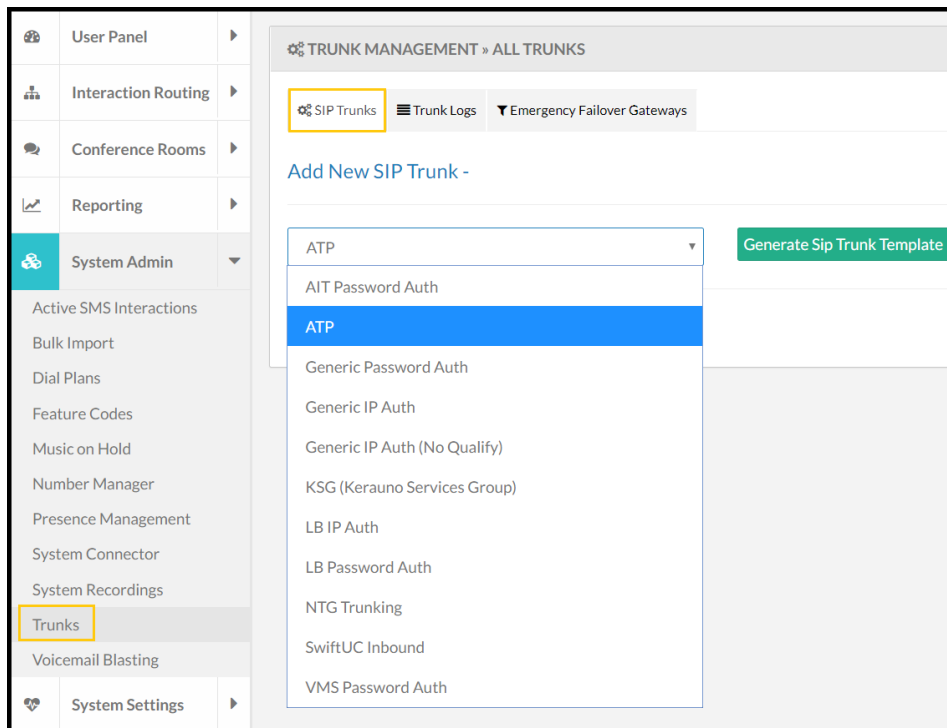 User Panel
Interaction Routing
Conference Rooms
Reporting
System Admin
Active SMS Interactions
Bulk Import
Dial Plans
Feature Codes
Music on Hold
Number Manager
Presence Management
System Connector
System Recordings
Trunks
Voicemail Blasting
System Settings
TRUNK MANAGEMENT » ALL TRUNKS
SIP Trunks Trunk Logs Emergency Failover Gateways
Add New SIP Trunk -
ATP Generate Sip Trunk Template
AIT Password Auth
ATP
Generic Password Auth
Generic IP Auth
Generic IP Auth (No Qualify)
KSG (Kerauno Services Group)
LB IP Auth
LB Password Auth
NTG Trunking
SwiftUC Inbound
VMS Password Auth